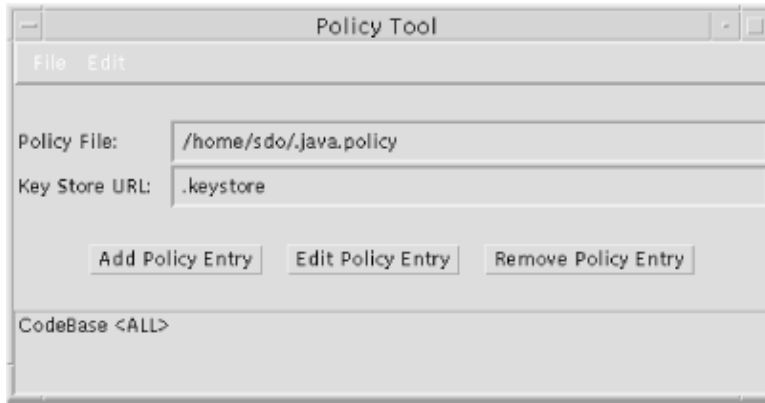 Policy Tool
File Edit
Policy File: /home/sdo/.java.policy
Key Store URL: .keystore
Add Policy Entry Edit Policy Entry Remove Policy Entry
CodeBase <ALL>